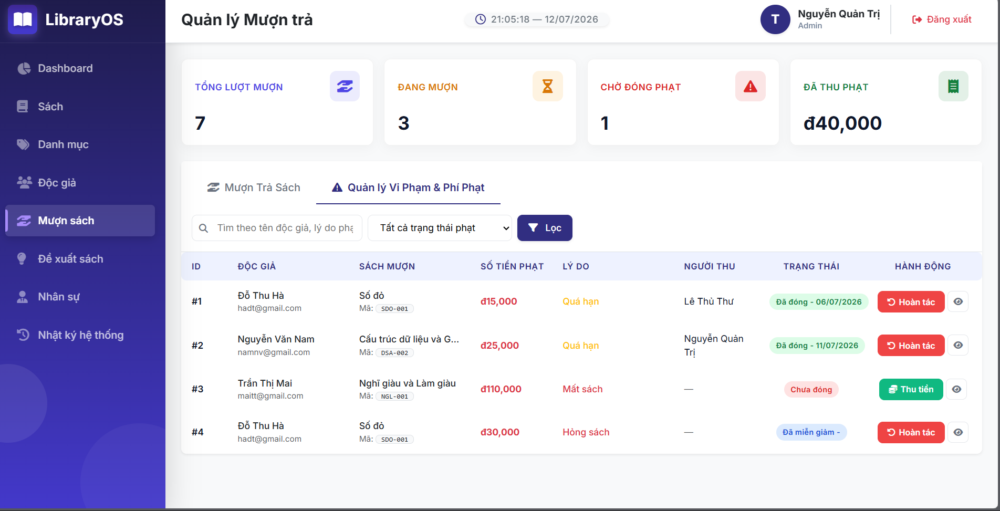 LibraryOS
Quản lý Mượn trả
21:05:18 — 12/07/2026
T
Nguyễn Quản Trị
Admin
Đăng xuất
Dashboard
Sách
Danh mục
Độc giả
Mượn sách
Đề xuất sách
Nhân sự
Nhật ký hệ thống
TỔNG LƯỢT MƯỢN
7
ĐANG MƯỢN
3
CHỜ ĐÓNG PHẠT
1
ĐÃ THU PHẠT
đ40,000
Mượn Trả Sách
Quản lý Vi Phạm & Phí Phạt
Tìm theo tên độc giả, lý do phạ
Tất cả trạng thái phạt
Lọc
ID ĐỘC GIẢ SÁCH MƯỢN SỐ TIỀN PHẠT LÝ DO NGƯỜI THU TRẠNG THÁI HÀNH ĐỘNG
#1
Đỗ Thu Hà
hadt@gmail.com
Số đỏ
Mã: SDO-001
đ15,000
Quá hạn
Lê Thủ Thư
Đã đóng - 06/07/2026
Hoàn tác
#2
Nguyễn Văn Nam
namnv@gmail.com
Cấu trúc dữ liệu và G...
Mã: DSA-002
đ25,000
Quá hạn
Nguyễn Quản
Trị
Đã đóng - 11/07/2026
Hoàn tác
#3
Trần Thị Mai
maitt@gmail.com
Nghĩ giàu và Làm giàu
Mã: NGL-001
đ110,000
Mất sách
—
Chưa đóng
Thu tiền
#4
Đỗ Thu Hà
hadt@gmail.com
Số đỏ
Mã: SDO-001
đ30,000
Hỏng sách
—
Đã miễn giảm -
Hoàn tác